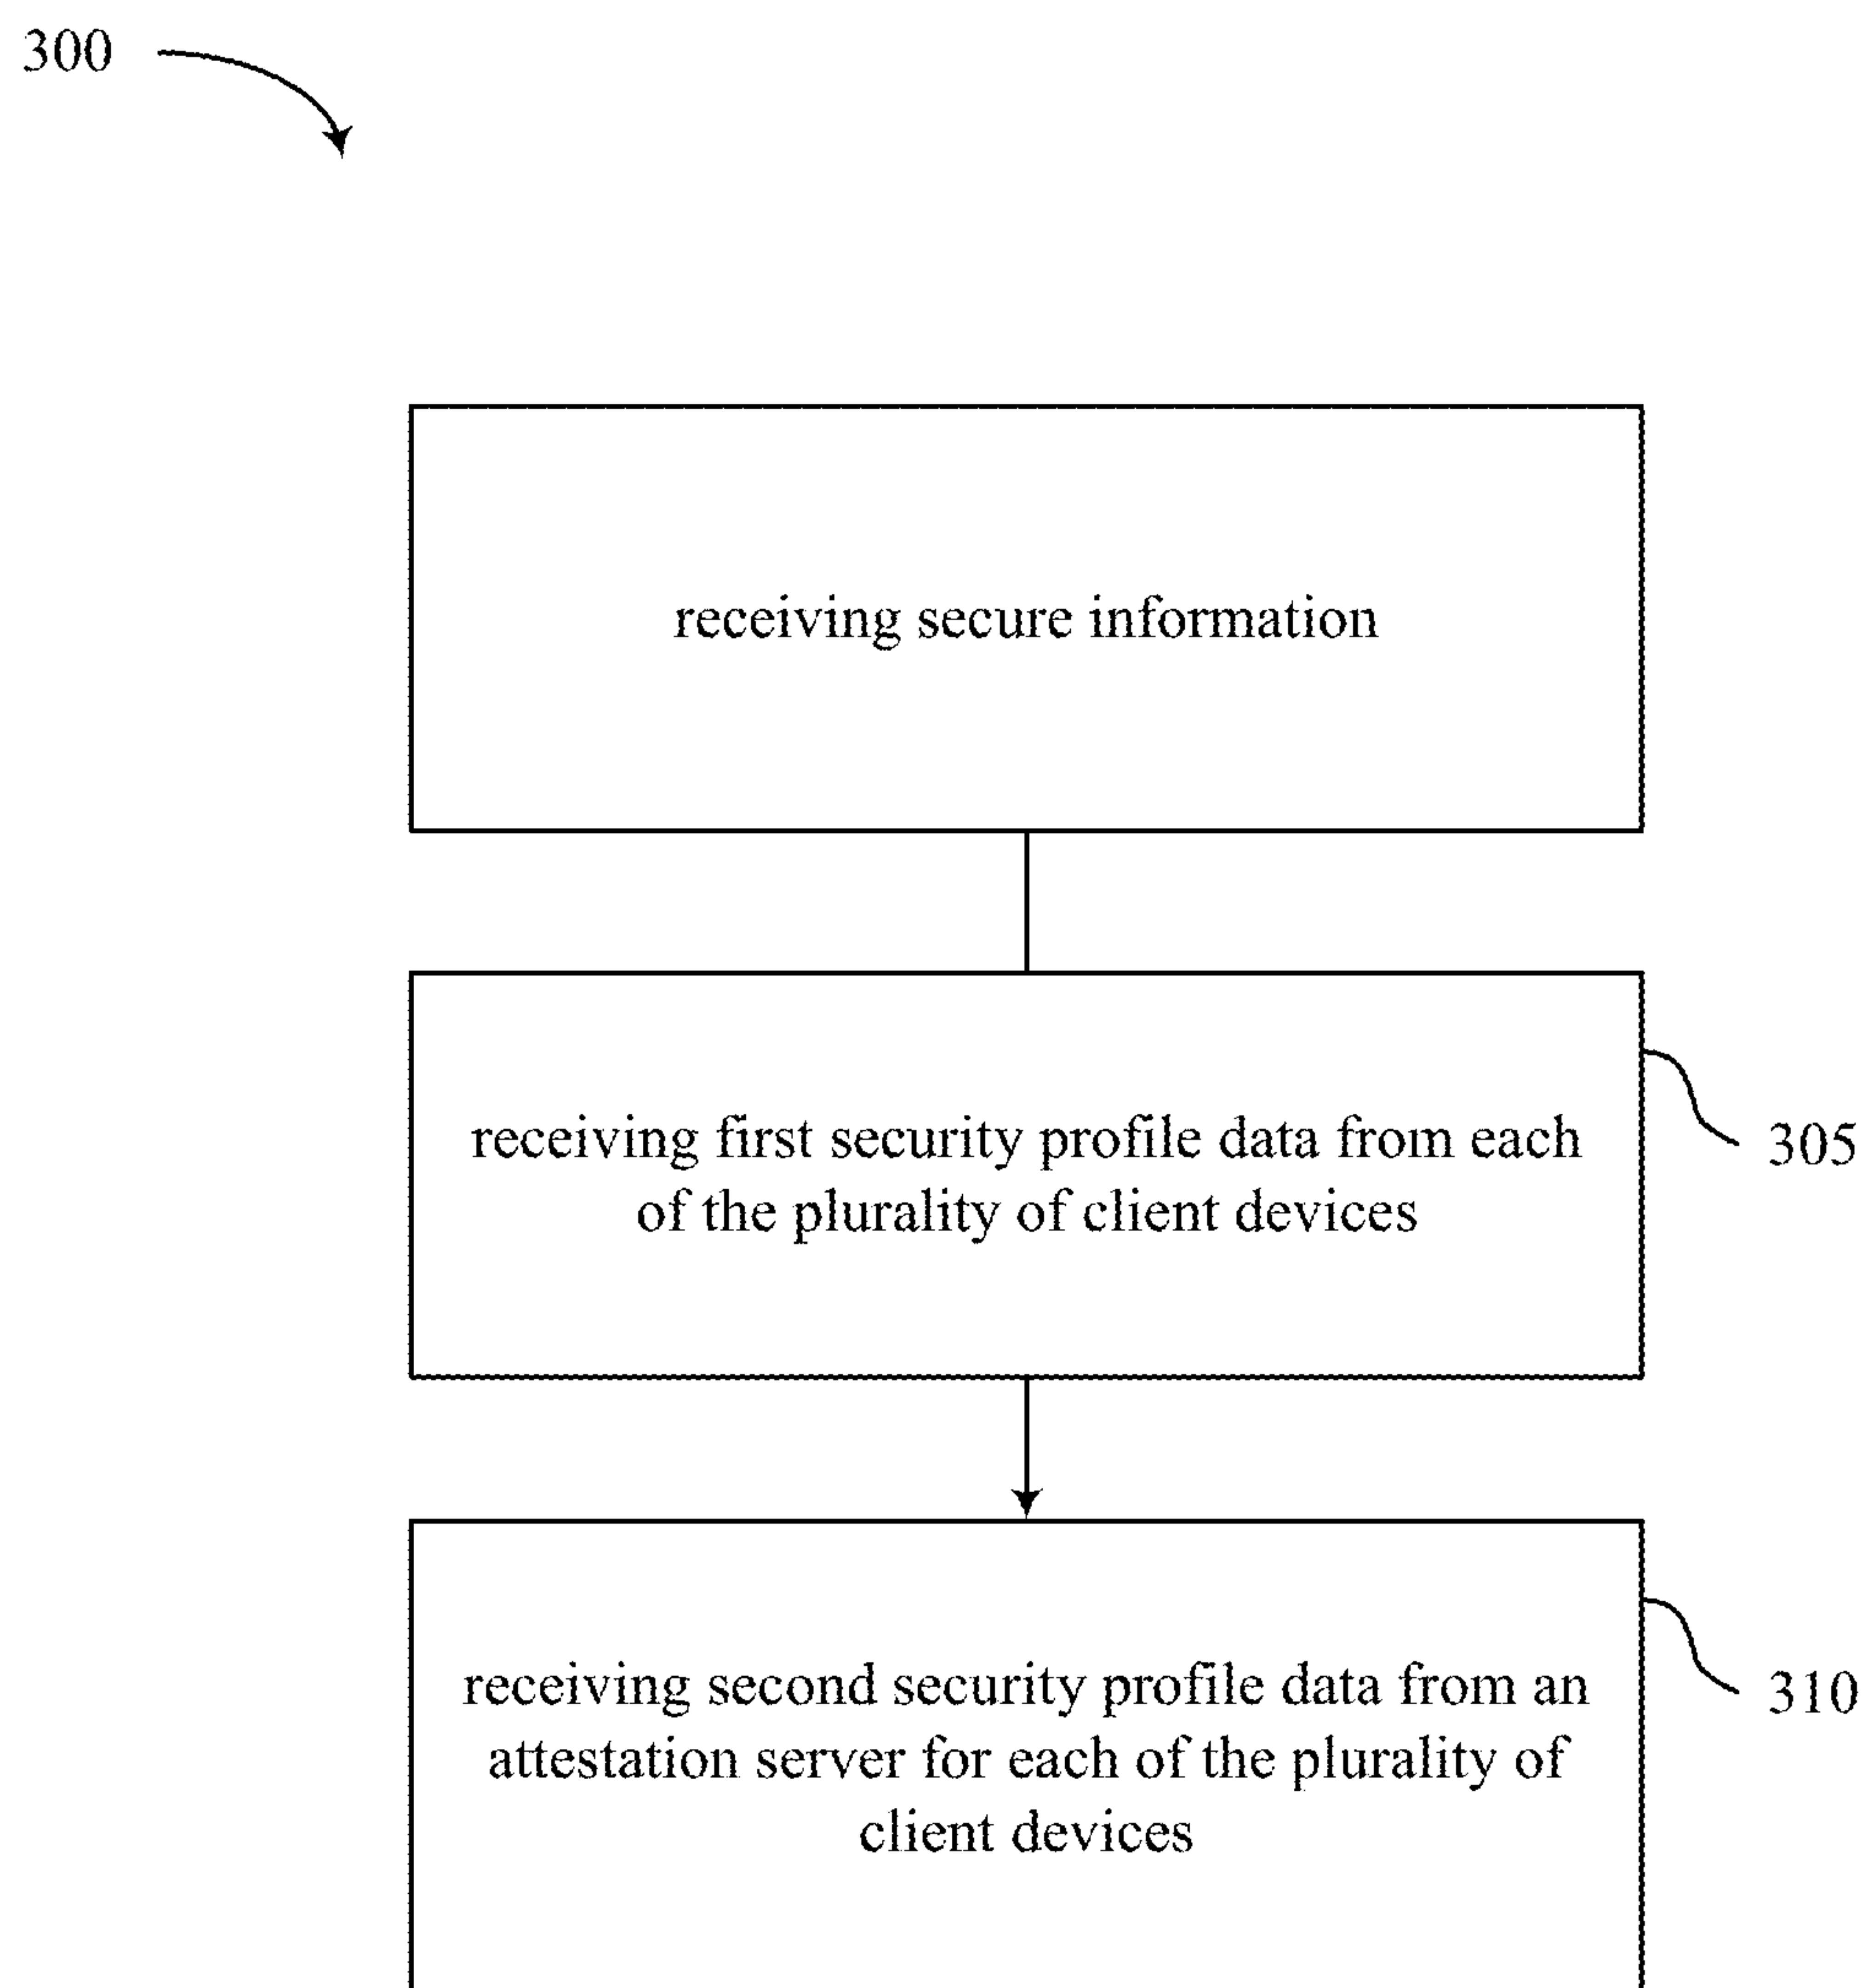 300
receiving secure information
receiving first security profile data from each
of the plurality of client devices
305
receiving second security profile data from an
attestation server for each of the plurality of
client devices
310